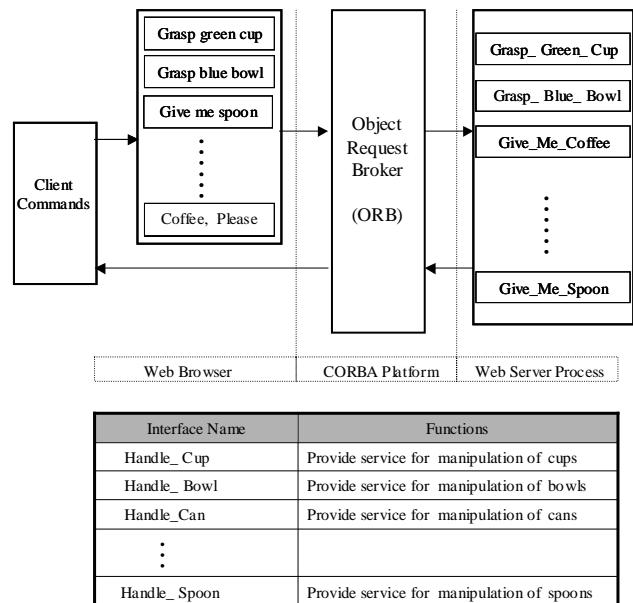 Grasp green cup
Grasp blue bowl
Give me spoon
Coffee, Please
Client
Commands
Object
Request
Broker
(ORB)
Grasp_ Green_ Cup
Grasp_ Blue_ Bowl
Give_Me_Coffee
Give_Me_Spoon
Web Browser
CORBA Platform
Web Server Process
Interface Name Functions
Handle_ Cup Provide service for manipulation of cups
Handle_ Bowl Provide service for manipulation of bowls
Handle_Can Provide service for manipulation of cans
Handle_ Spoon Provide service for manipulation of spoons